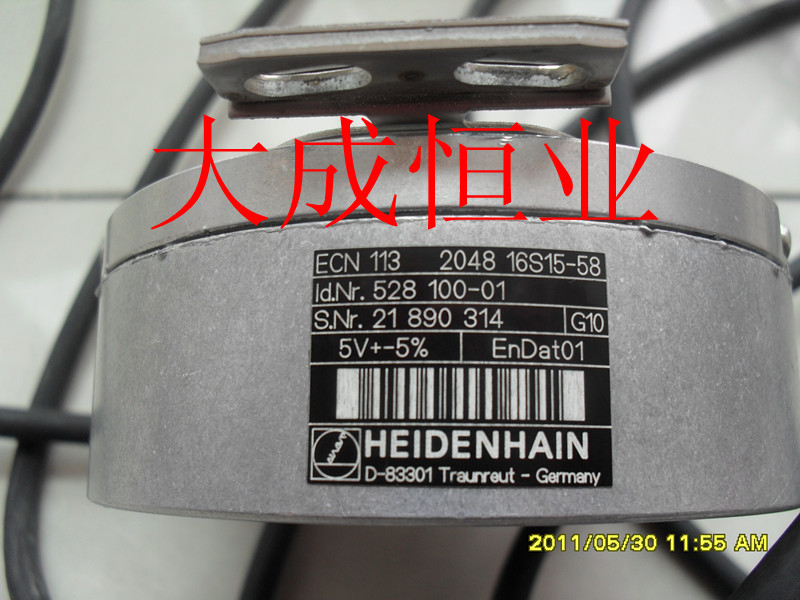 大成恒业
ECN 113 2048 16S15-58
Id.Nr. 528 100-01
S.Nr. 21 890 314 G10
5V+-5% EnDat01
HEIDENHAIN
D-83301 Traunreut - Germany
2011/05/30 11:55 AM